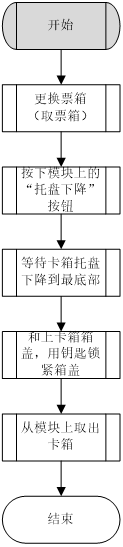 开始
更换票箱
（取票箱）
按下模块上的
“托盘下降”
按钮
等待卡箱托盘
下降到最底部
和上卡箱箱
盖，用钥匙锁
紧箱盖
从模块上取出
卡箱
结束